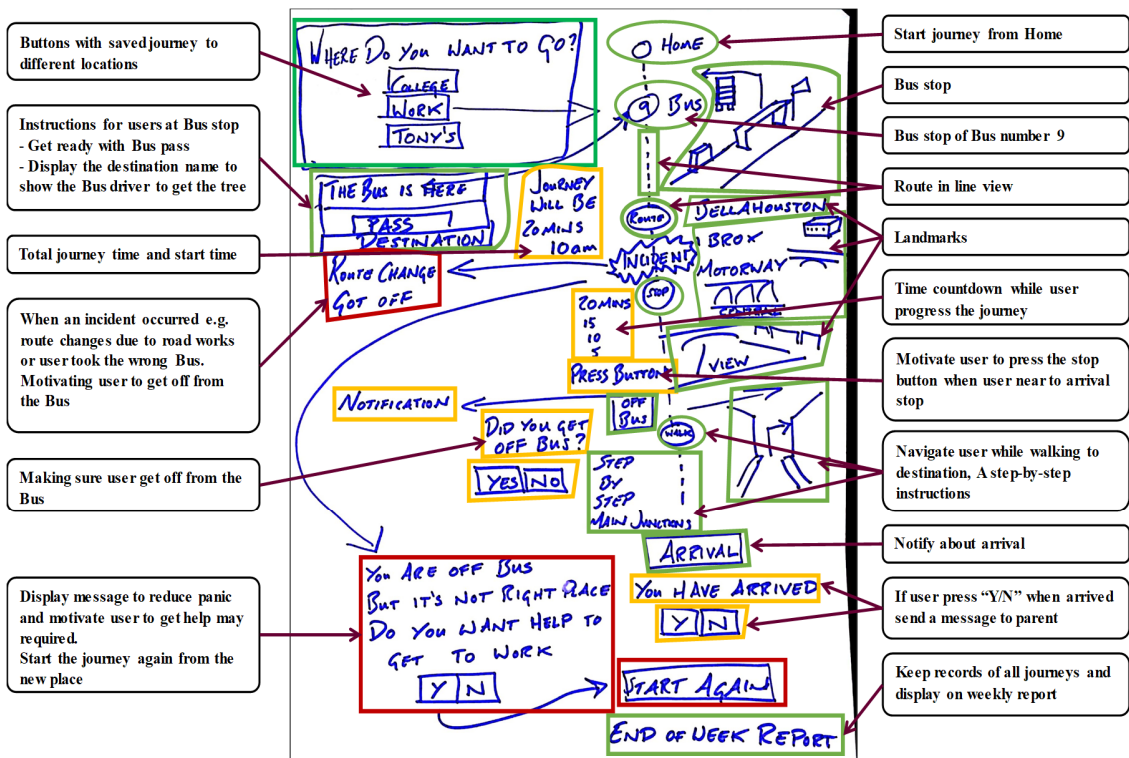 Buttons with saved journey to
different locations
Instructions for users at Bus stop
- Get ready with Bus pass
- Display the destination name to
show the Bus driver to get the tree
Total journey time and start time
When an incident occurred e.g.
route changes due to road works
or user took the wrong Bus.
Motivating user to get off from
the Bus
Making sure user get off from the
Bus
Display message to reduce panic
and motivate user to get help may
required.
Start the journey again from the
new place
WHERE DO YOU WANT TO GO?
COLLEGE
WORK
TONY'S
THE BUS IS HERE
PASS
DESTINATION
JOURNEY
WILL BE
20 MINS
10am
ROUTE CHANGE
GOT OFF
HOME
9 BUS
ROUTE
INCIDENT
STOP
BELLAHOUSTON
IBROX
MOTORWAY
CENTRAL
20 MINS
15
10
5
VIEW
PRESS BUTTON
NOTIFICATION
OFF
BUS
DID YOU GET
OFF BUS?
YES NO
WALK
STEP
BY
STEP
MAIN JUNCTIONS
ARRIVAL
YOU HAVE ARRIVED
Y N
YOU ARE OFF BUS
BUT IT'S NOT RIGHT PLACE
DO YOU WANT HELP TO
GET TO WORK
Y N
START AGAIN
END OF WEEK REPORT
Start journey from Home
Bus stop
Bus stop of Bus number 9
Route in line view
Landmarks
Time countdown while user
progress the journey
Motivate user to press the stop
button when user near to arrival
stop
Navigate user while walking to
destination, A step-by-step
instructions
Notify about arrival
If user press “Y/N” when arrived
send a message to parent
Keep records of all journeys and
display on weekly report